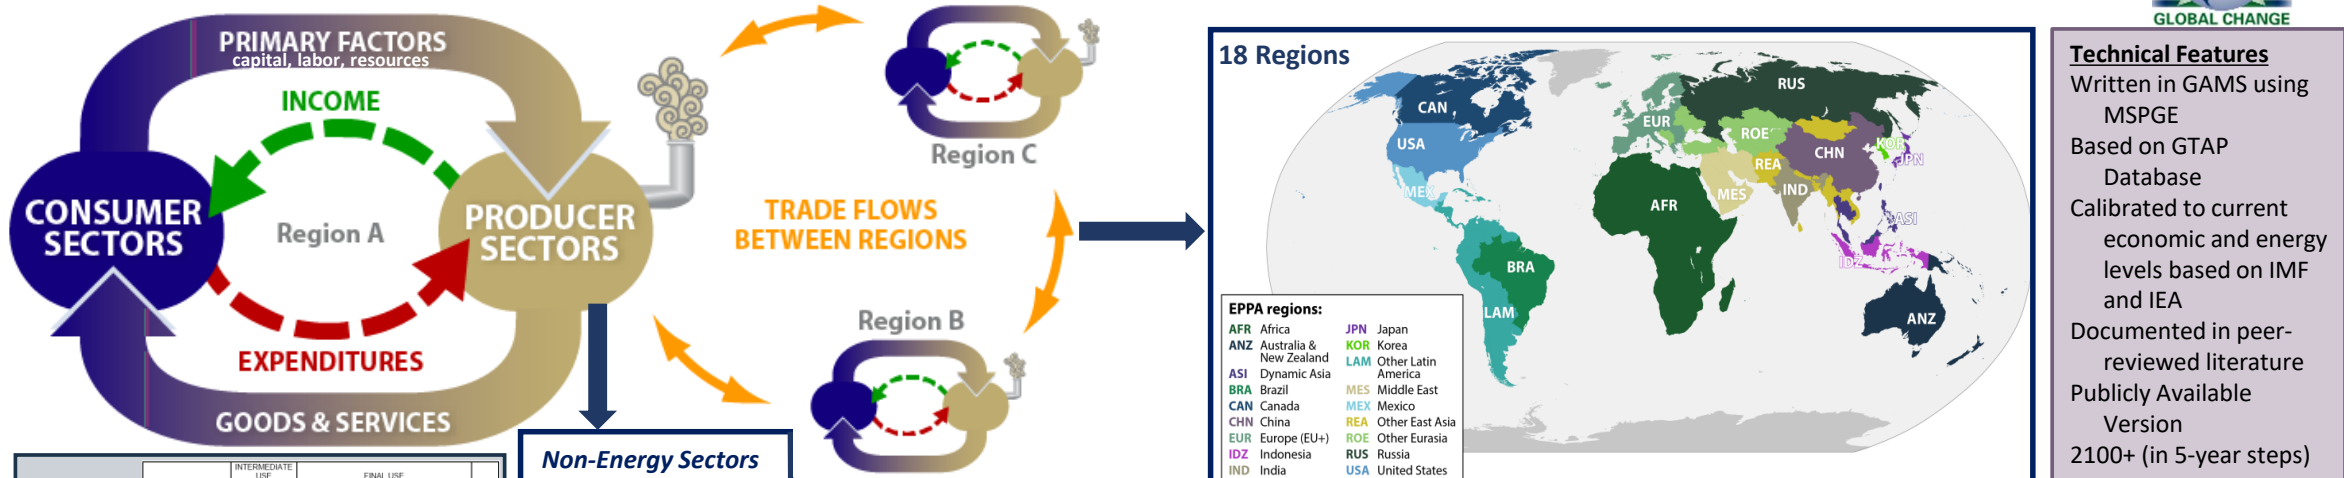 PRIMARY FACTORS
capital, labor, resources
INCOME
CONSUMER
SECTORS
Region A
PRODUCER
SECTORS
EXPENDITURES
GOODS & SERVICES
INTERMEDIATE
USE
FINAL USE
Non-Energy Sectors
Region C
TRADE FLOWS
BETWEEN REGIONS
Region B
18 Regions
CAN
USA
MEX
BRA
LAM
EUR
RUS
ROE
REA
CHN
KOR
JPN
MES
IND
AFR
ASI
IDZ
ANZ
EPPA regions:
AFR Africa
ANZ Australia &
New Zealand
ASI Dynamic Asia
BRA Brazil
CAN Canada
CHN China
EUR Europe (EU+)
IDZ Indonesia
IND India
JPN Japan
KOR Korea
LAM Other Latin
America
MES Middle East
MEX Mexico
REA Other East Asia
ROE Other Eurasia
RUS Russia
USA United States
GLOBAL CHANGE
Technical Features
Written in GAMS using
MSPGE
Based on GTAP
Database
Calibrated to current
economic and energy
levels based on IMF
and IEA
Documented in peer-
reviewed literature
Publicly Available
Version
2100+ (in 5-year steps)